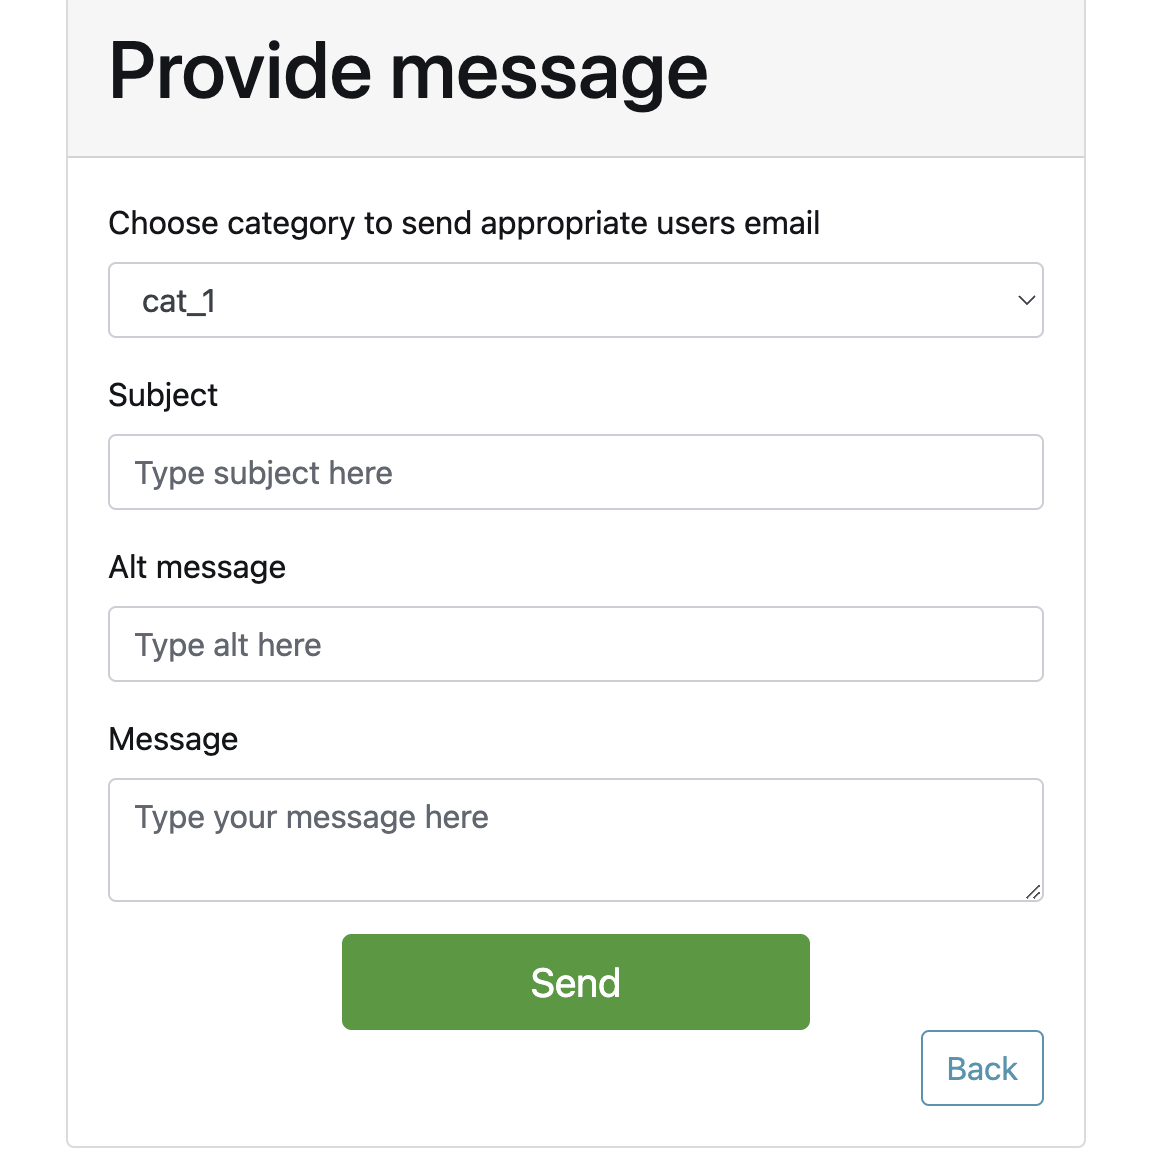 Provide message
Choose category to send appropriate users email
cat_1
Subject
Type subject here
Alt message
Type alt here
Message
Type your message here
Send
Back